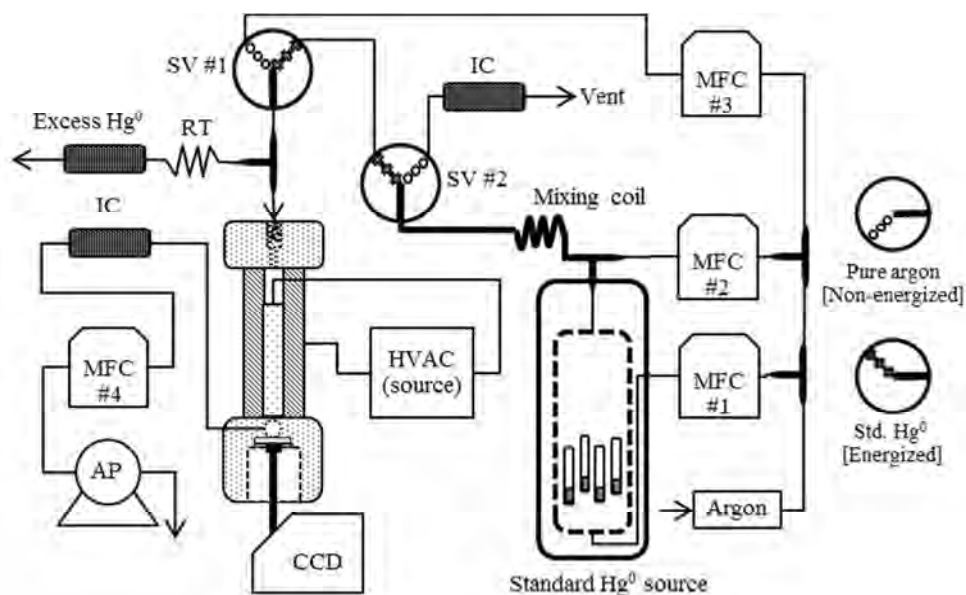 SV #1
IC
Vent
MFC
#3
Excess Hg⁰
RT
SV #2
Mixing coil
IC
MFC
#2
Pure argon
[Non-energized]
HVAC
(source)
MFC
#4
MFC
#1
Std. Hg⁰
[Energized]
AP
Argon
CCD
Standard Hg⁰ source